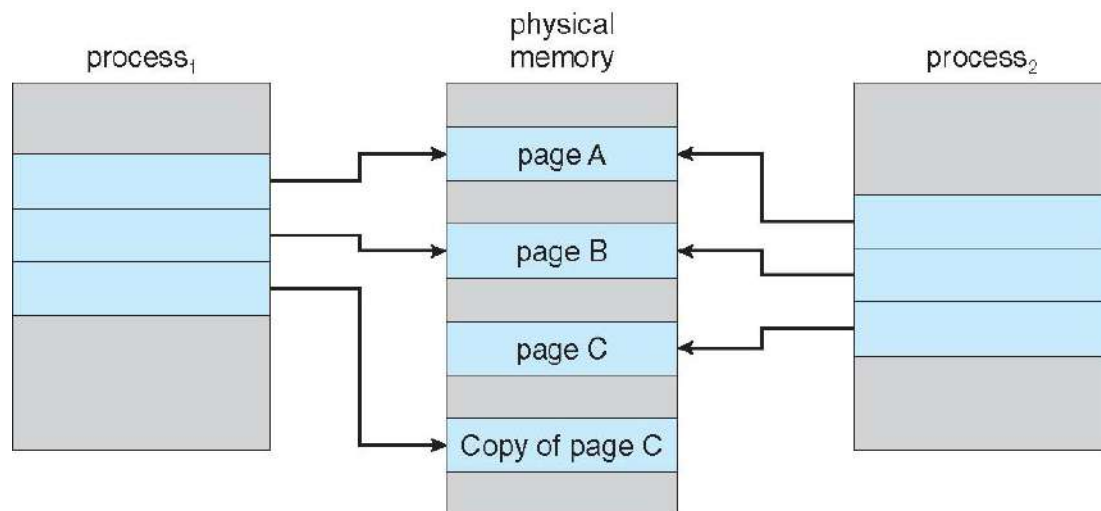 process₁
physical
memory
process₂
page A
page B
page C
Copy of page C